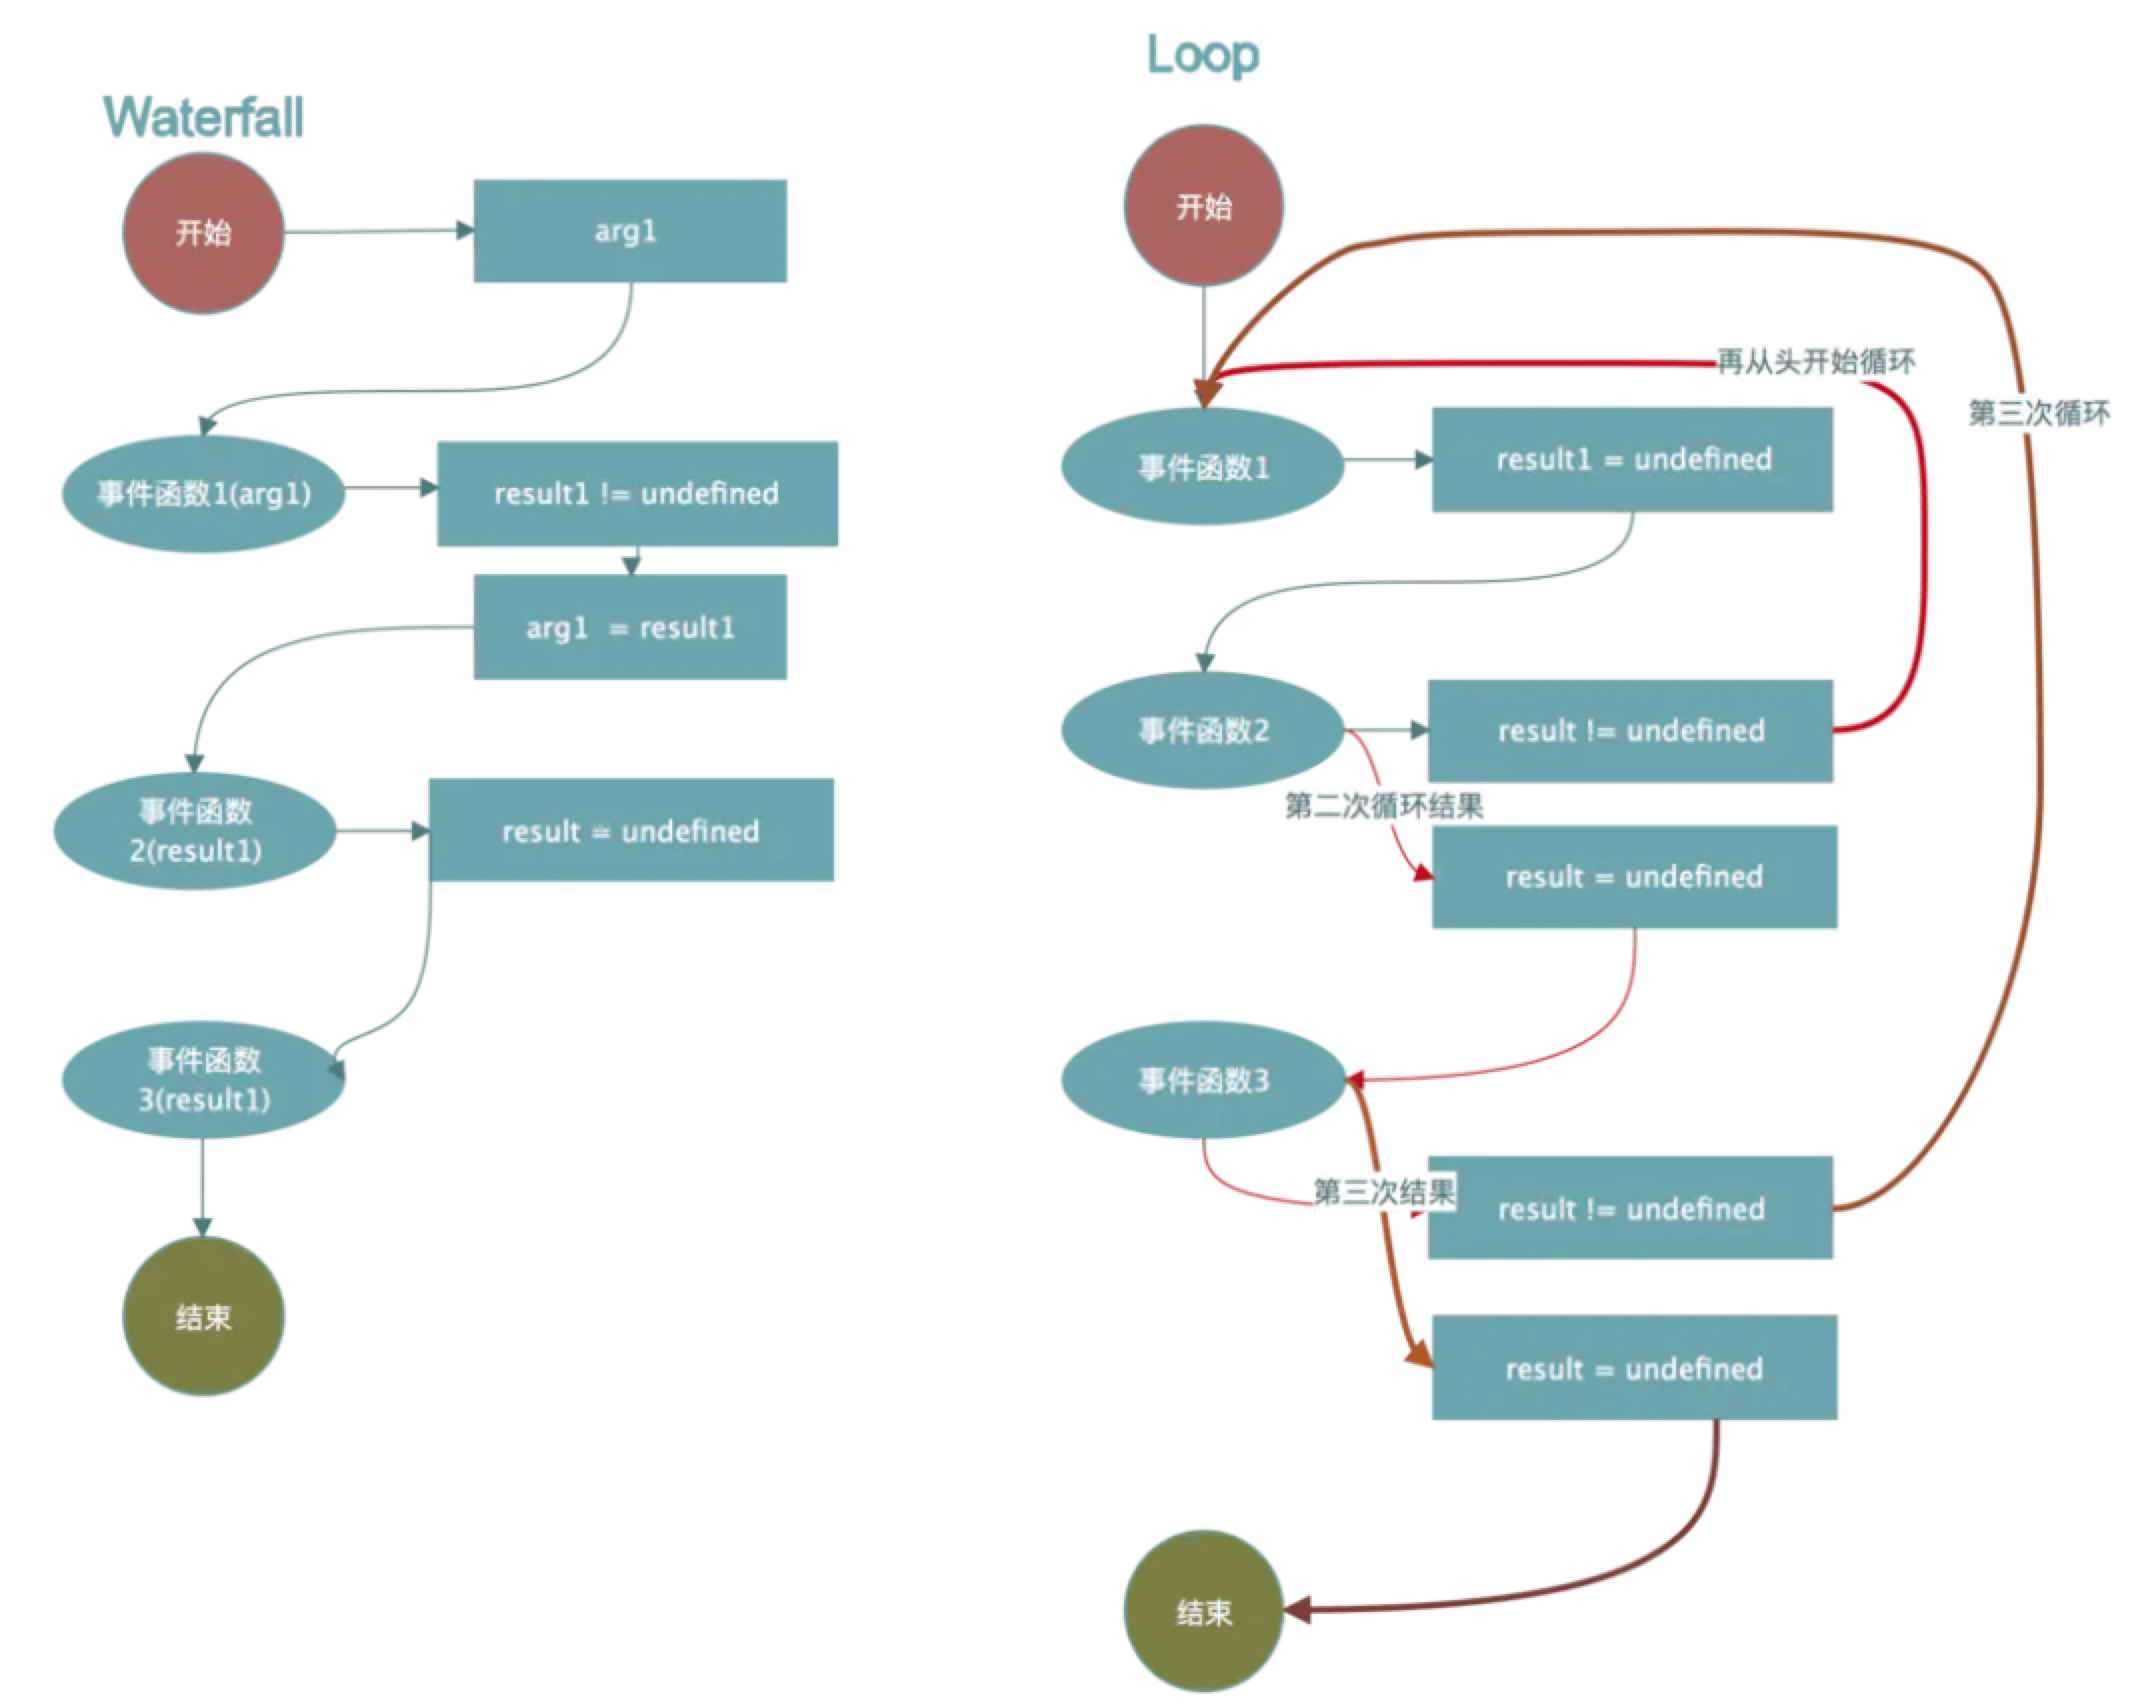 Waterfall
开始
arg1
事件函数1(arg1)
result1 != undefined
arg1 = result1
事件函数
2(result1)
result = undefined
事件函数
3(result1)
结束
Loop
开始
再从头开始循环
第三次循环
事件函数1
result1 = undefined
事件函数2
result != undefined
第二次循环结果
result = undefined
事件函数3
第三次结果
result != undefined
result = undefined
结束